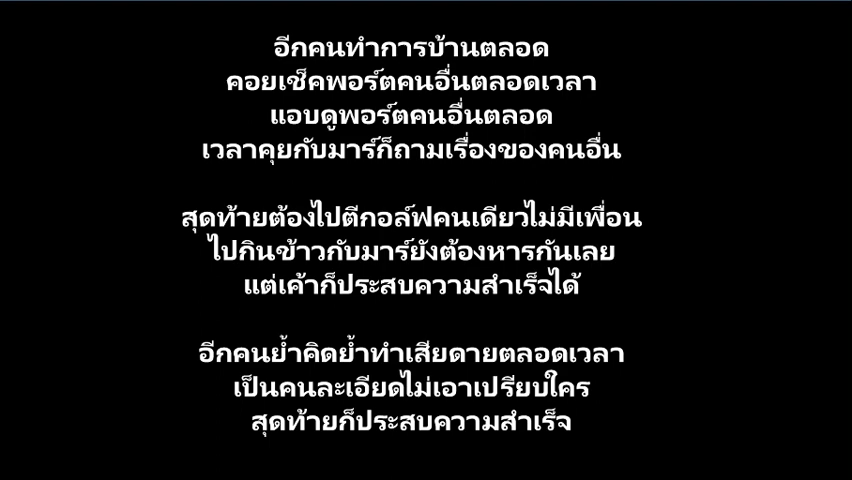 อีกคนทำการบ้านตลอด
คอยเช็คพอร์ตคนอื่นตลอดเวลา
แอบดูพอร์ตคนอื่นตลอด
เวลาคุยกับมาร์ก็ถามเรื่องของคนอื่น
สุดท้ายต้องไปตีกอล์ฟคนเดียวไม่มีเพื่อน
ไปกินข้าวกับมาร์ยังต้องหารกันเลย
แต่เค้าก็ประสบความสำเร็จได้
อีกคนย้ำคิดย้ำทำเสียดายตลอดเวลา
เป็นคนละเอียดไม่เอาเปรียบใคร
สุดท้ายก็ประสบความสำเร็จ